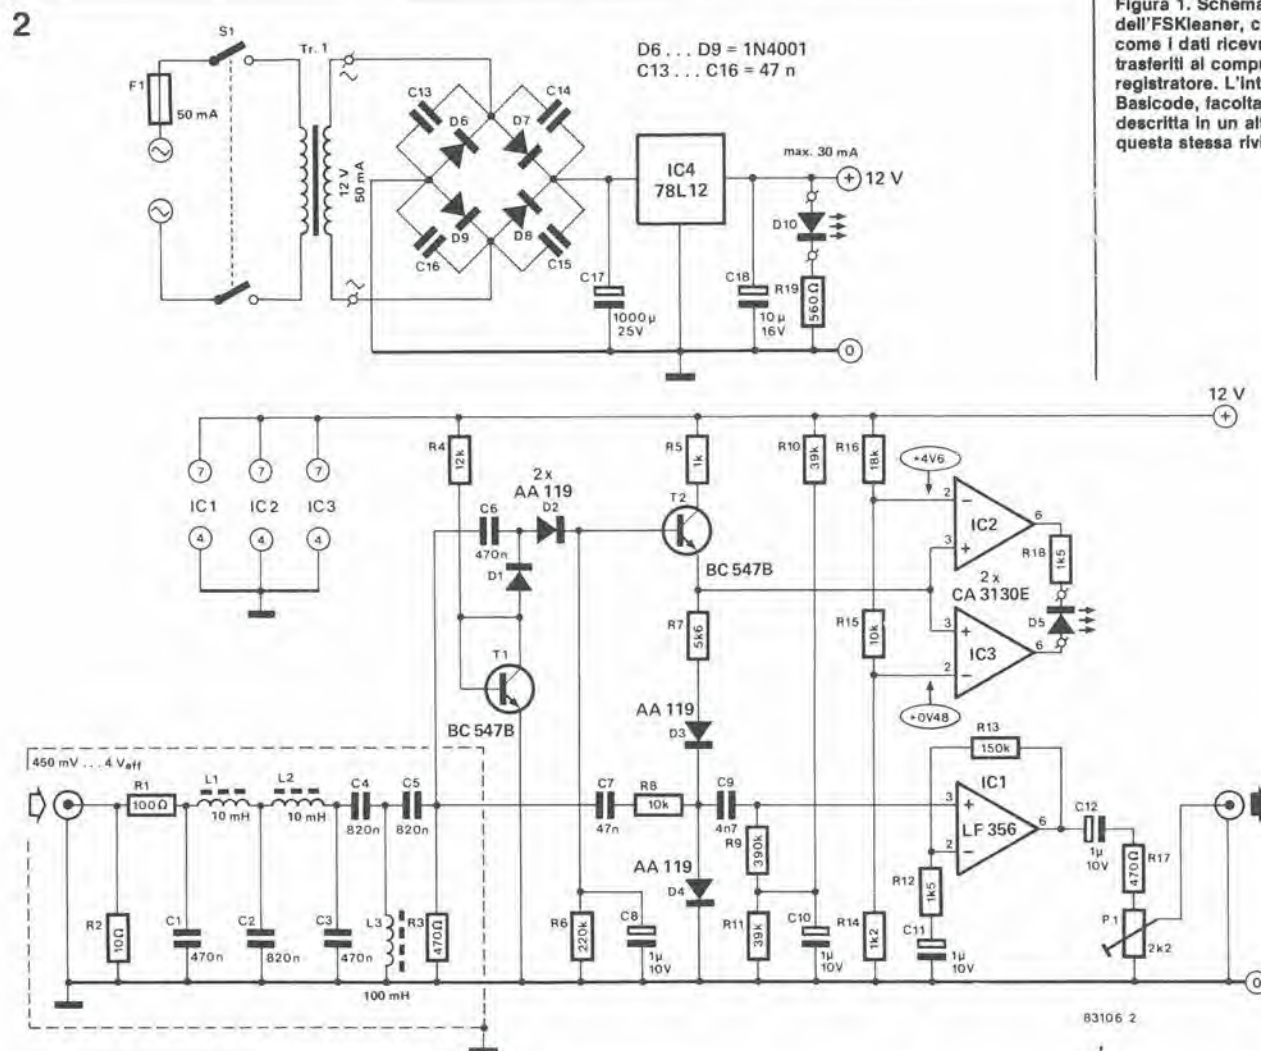 2
Figura 1. Schema
dell'FSKleaner, c
come i dati ricev
trasferiti al compu
registratore. L'int
Basicode, facolta
descritta in un al
questa stessa rivi
S1
Tr. 1
F1
50 mA
12 V
50 mA
D6 . . . D9 = 1N4001
C13 . . . C16 = 47 n
C13
C14
D6
D7
D9
D8
C16
C15
IC4
78L12
max. 30 mA
+ 12 V
C17
1000 µ
25V
C18
10 µ
16V
D10
R19
560 Ω
0
12 V
+
7
7
7
IC1
IC2
IC3
4
4
4
R4
12k
2 x
AA 119
C6
470n
D2
D1
T1
BC 547B
R5
1k
T2
BC 547B
R7
5k6
AA 119
D3
R10
39k
R16
18k
+4V6
2
−
IC2
6
3
+
R18
1k5
2 x
CA 3130E
D5
R15
10k
3
+
IC3
6
2
−
+0V48
450 mV . . . 4 Veff
R1
100Ω
L1
10 mH
L2
10 mH
C4
820n
C5
820n
R2
10Ω
C1
470n
C2
820n
C3
470n
L3
100 mH
R3
470Ω
C7
47n
R8
10k
C9
4n7
R9
390k
AA 119
D4
R6
220k
C8
1µ
10V
R11
39k
C10
1µ
10V
R14
1k2
R13
150k
IC1
LF 356
3
+
2
−
6
R12
1k5
C11
1µ
10V
C12
1µ
10V
R17
470Ω
P1
2k2
0
83106 2